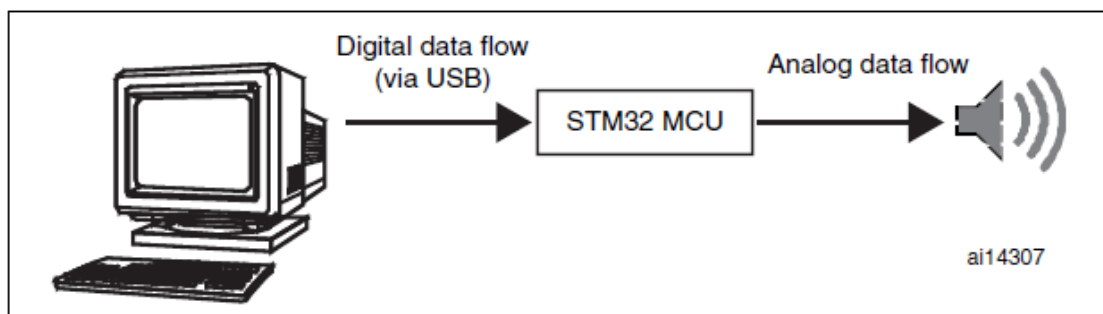 Digital data flow
(via USB)
Analog data flow
STM32 MCU
ai14307